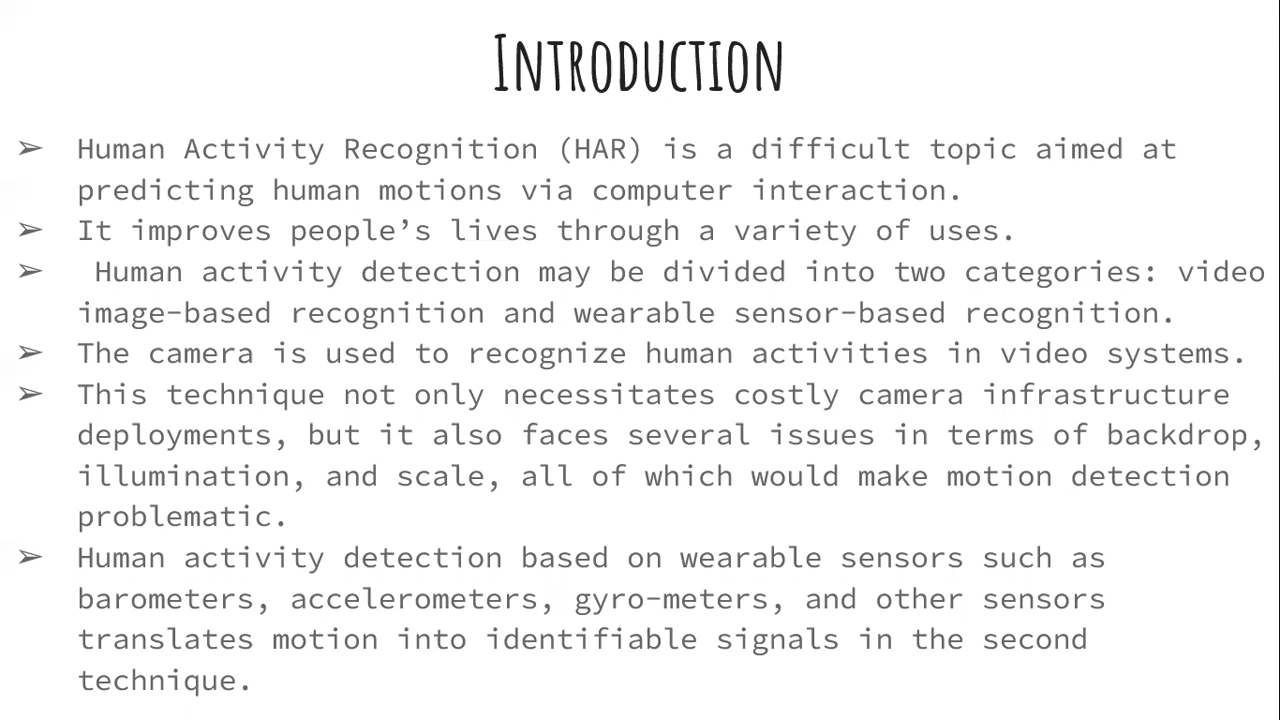 Introduction
➢ Human Activity Recognition (HAR) is a difficult topic aimed at
predicting human motions via computer interaction.
➢ It improves people’s lives through a variety of uses.
➢ Human activity detection may be divided into two categories: video
image-based recognition and wearable sensor-based recognition.
➢ The camera is used to recognize human activities in video systems.
➢ This technique not only necessitates costly camera infrastructure
deployments, but it also faces several issues in terms of backdrop,
illumination, and scale, all of which would make motion detection
problematic.
➢ Human activity detection based on wearable sensors such as
barometers, accelerometers, gyro-meters, and other sensors
translates motion into identifiable signals in the second
technique.